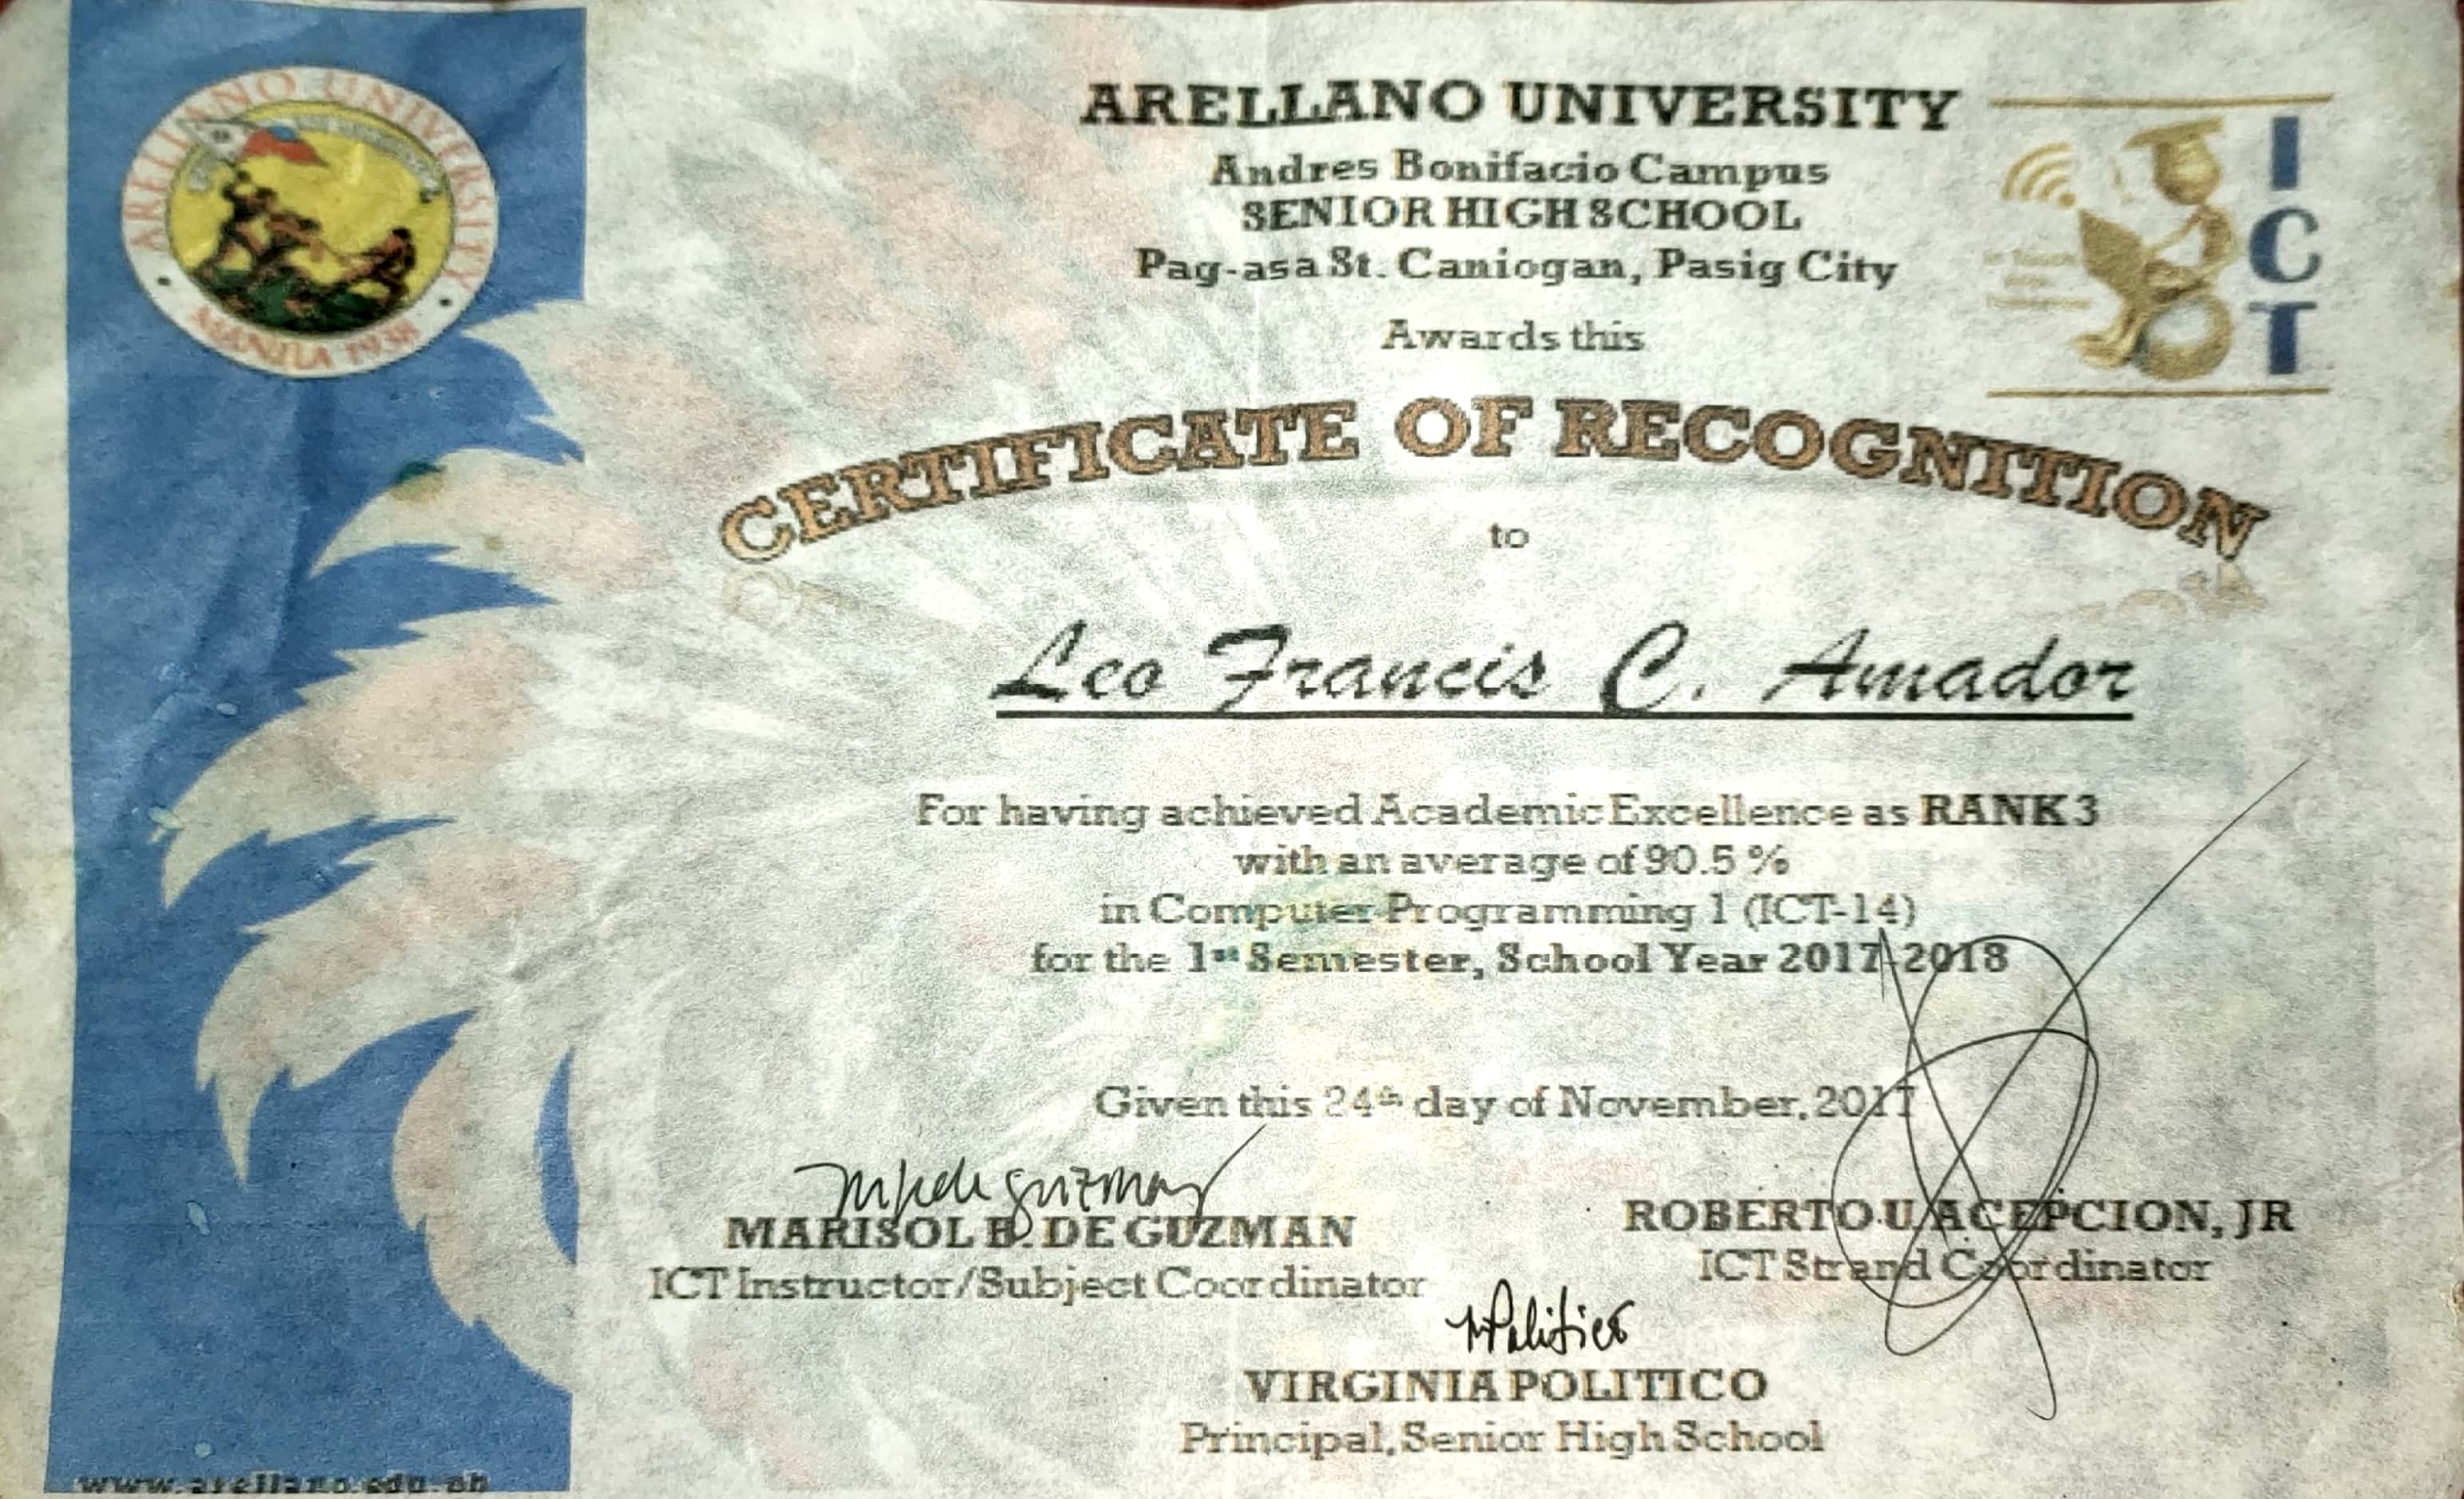 ARELLANO UNIVERSITY
MANILA 1938
ARELLANO UNIVERSITY
Andres Bonifacio Campus
SENIOR HIGH SCHOOL
Pag-asa St. Caniogan, Pasig City
ICT
Awards this
CERTIFICATE OF RECOGNITION
to
Leo Francis C. Amador
For having achieved Academic Excellence as RANK 3
with an average of 90.5 %
in Computer Programming 1 (ICT-14)
for the 1st Semester, School Year 2017-2018
Given this 24th day of November, 2017
MARISOL B. DE GUZMAN
ICT Instructor/Subject Coordinator
ROBERTO U. ACEPCION, JR
ICT Strand Coordinator
VIRGINIA POLITICO
Principal, Senior High School
www.arellano.edu.ph